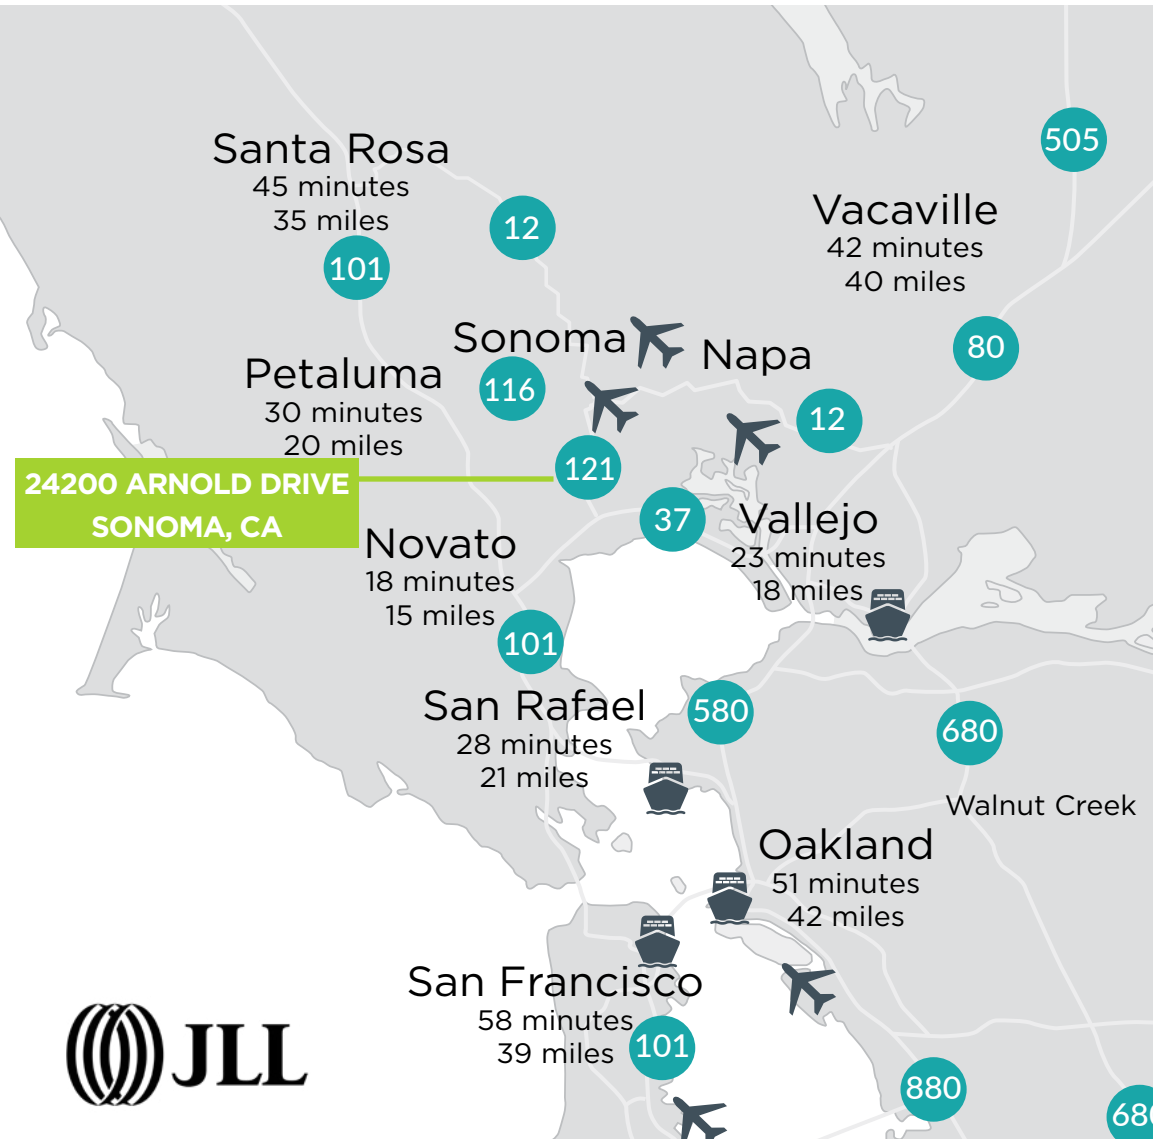 505
Santa Rosa
45 minutes
35 miles
12
101
Vacaville
42 minutes
40 miles
80
Sonoma
Napa
116
Petaluma
30 minutes
20 miles
12
121
24200 ARNOLD DRIVE
SONOMA, CA
37
Vallejo
23 minutes
18 miles
Novato
18 minutes
15 miles
101
San Rafael
28 minutes
21 miles
580
680
Walnut Creek
Oakland
51 minutes
42 miles
San Francisco
58 minutes
39 miles
101
JLL
880